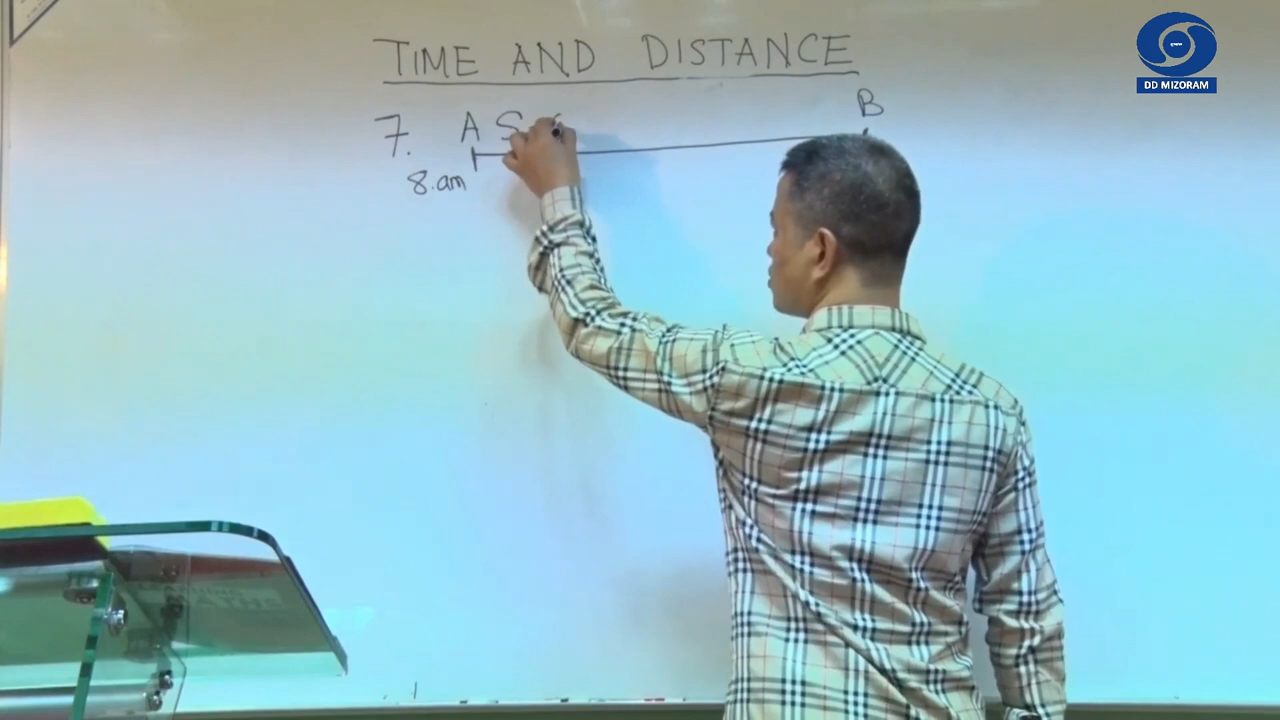 TIME AND DISTANCE
B
7. A S
8.am
DD MIZORAM